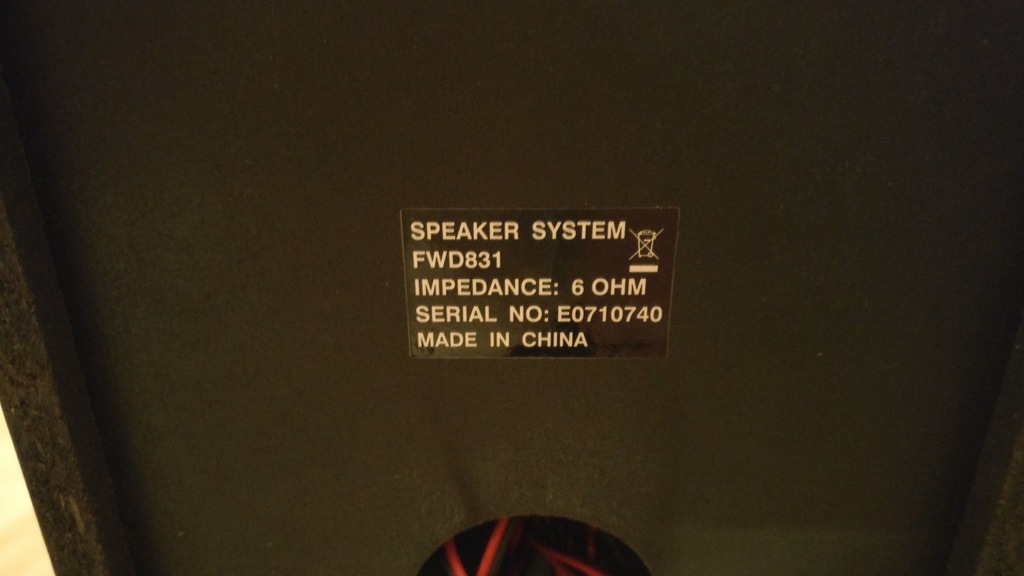 SPEAKER SYSTEM
FWD831
IMPEDANCE: 6 OHM
SERIAL NO: E0710740
MADE IN CHINA